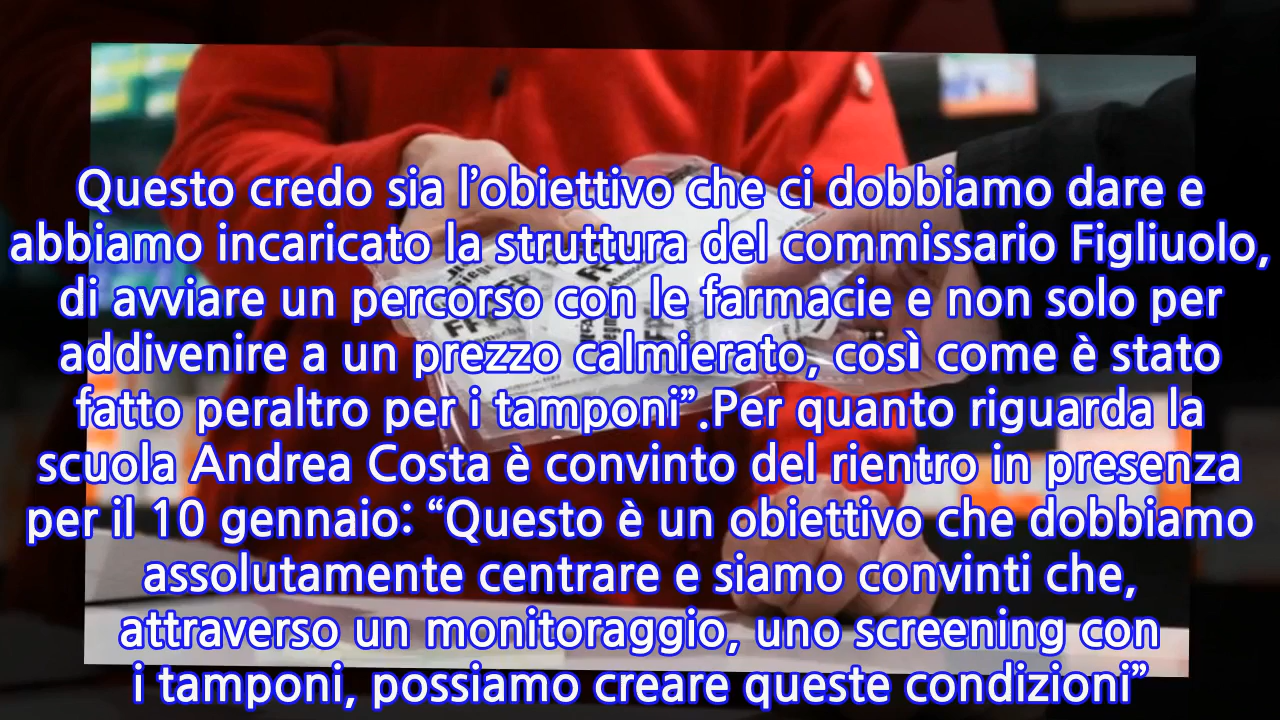 Questo credo sia l’obiettivo che ci dobbiamo dare e
abbiamo incaricato la struttura del commissario Figliuolo,
di avviare un percorso con le farmacie e non solo per
addivenire a un prezzo calmierato, così come è stato
fatto peraltro per i tamponi”.Per quanto riguarda la
scuola Andrea Costa è convinto del rientro in presenza
per il 10 gennaio: “Questo è un obiettivo che dobbiamo
assolutamente centrare e siamo convinti che,
attraverso un monitoraggio, uno screening con
i tamponi, possiamo creare queste condizioni”